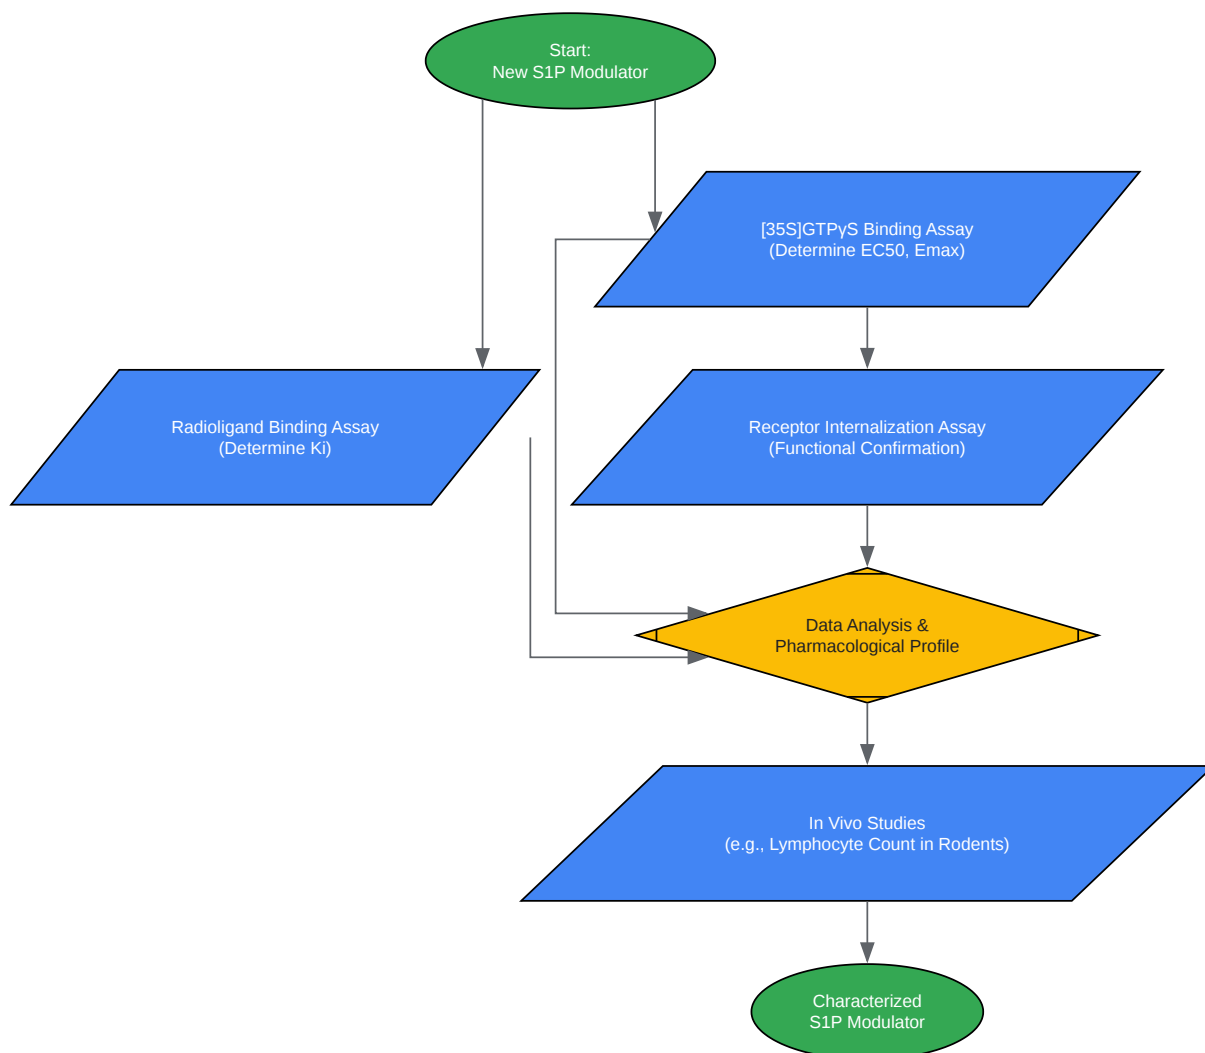 Start:
New S1P Modulator
[35S]GTPγS Binding Assay
(Determine EC50, Emax)
Radioligand Binding Assay
(Determine Ki)
Receptor Internalization Assay
(Functional Confirmation)
Data Analysis &
Pharmacological Profile
In Vivo Studies
(e.g., Lymphocyte Count in Rodents)
Characterized
S1P Modulator